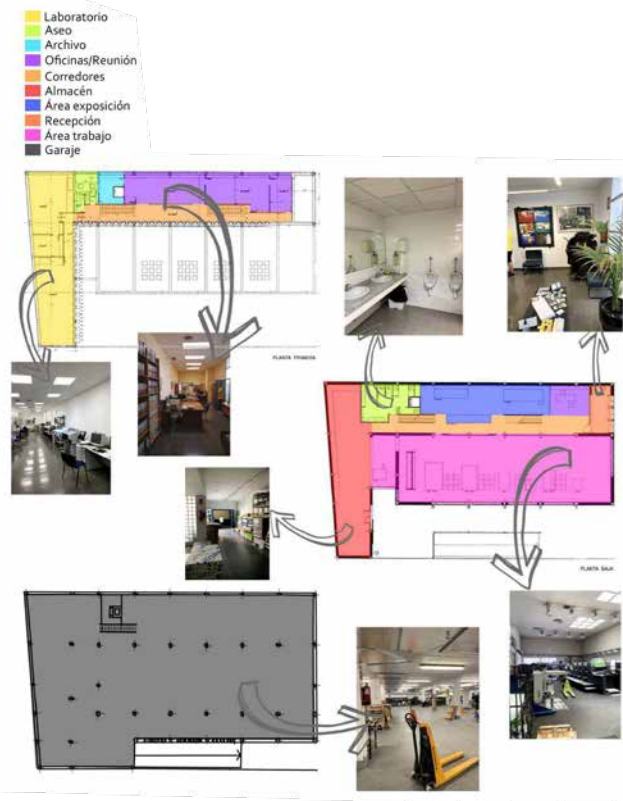 Laboratorio
Aseo
Archivo
Oficinas/Reunión
Corredores
Almacén
Área exposición
Recepción
Área trabajo
Garaje
PLANTA PRIMERA
PLANTA BAJA